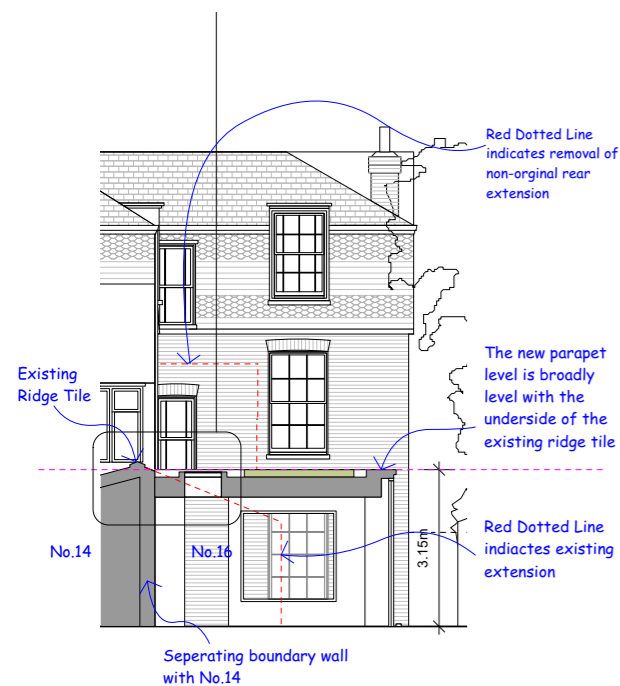 Red Dotted Line
indicates removal of
non-orginal rear
extension
Existing
Ridge Tile
The new parapet
level is broadly
level with the
underside of the
existing ridge tile
No.14
No.16
3.15m
Red Dotted Line
indiactes existing
extension
Seperating boundary wall
with No.14